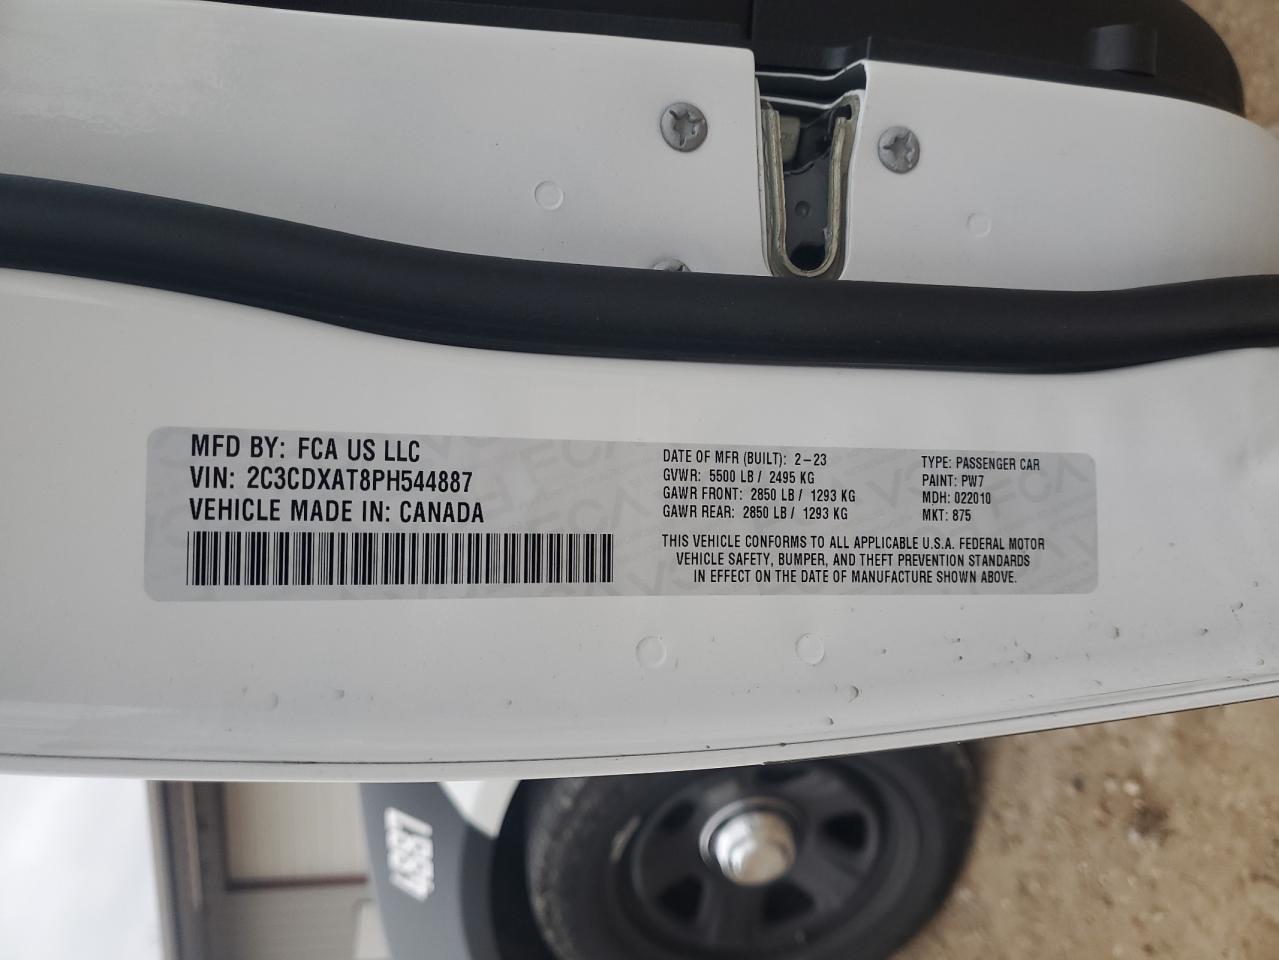 MFD BY: FCA US LLC
VIN: 2C3CDXAT8PH544887
VEHICLE MADE IN: CANADA
DATE OF MFR (BUILT): 2-23
GVWR: 5500 LB / 2495 KG
GAWR FRONT: 2850 LB / 1293 KG
GAWR REAR: 2850 LB / 1293 KG
TYPE: PASSENGER CAR
PAINT: PW7
MDH: 022010
MKT: 875
THIS VEHICLE CONFORMS TO ALL APPLICABLE U.S.A. FEDERAL MOTOR
VEHICLE SAFETY, BUMPER, AND THEFT PREVENTION STANDARDS
IN EFFECT ON THE DATE OF MANUFACTURE SHOWN ABOVE.